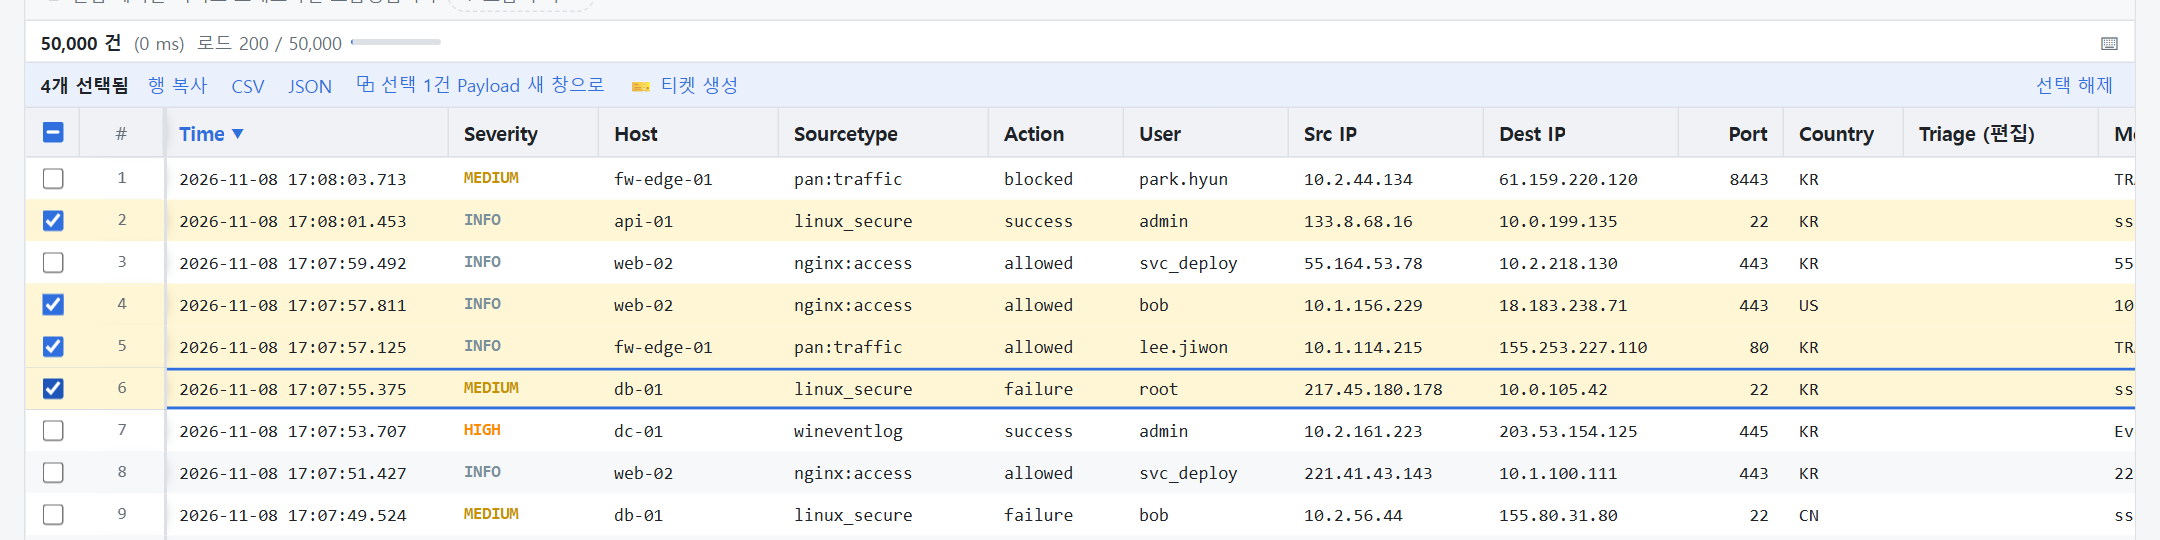 50,000 건 (0 ms) 로드 200 / 50,000
4개 선택됨 행 복사 CSV JSON 선택 1건 Payload 새 창으로 티켓 생성 선택 해제
# Time ▼ Severity Host Sourcetype Action User Src IP Dest IP Port Country Triage (편집)
1 2026-11-08 17:08:03.713 MEDIUM fw-edge-01 pan:traffic blocked park.hyun 10.2.44.134 61.159.220.120 8443 KR TR
2 2026-11-08 17:08:01.453 INFO api-01 linux_secure success admin 133.8.68.16 10.0.199.135 22 KR ss
3 2026-11-08 17:07:59.492 INFO web-02 nginx:access allowed svc_deploy 55.164.53.78 10.2.218.130 443 KR 55
4 2026-11-08 17:07:57.811 INFO web-02 nginx:access allowed bob 10.1.156.229 18.183.238.71 443 US 10
5 2026-11-08 17:07:57.125 INFO fw-edge-01 pan:traffic allowed lee.jiwon 10.1.114.215 155.253.227.110 80 KR TR
6 2026-11-08 17:07:55.375 MEDIUM db-01 linux_secure failure root 217.45.180.178 10.0.105.42 22 KR ss
7 2026-11-08 17:07:53.707 HIGH dc-01 wineventlog success admin 10.2.161.223 203.53.154.125 445 KR Ev
8 2026-11-08 17:07:51.427 INFO web-02 nginx:access allowed svc_deploy 221.41.43.143 10.1.100.111 443 KR 22
9 2026-11-08 17:07:49.524 MEDIUM db-01 linux_secure failure bob 10.2.56.44 155.80.31.80 22 CN ss